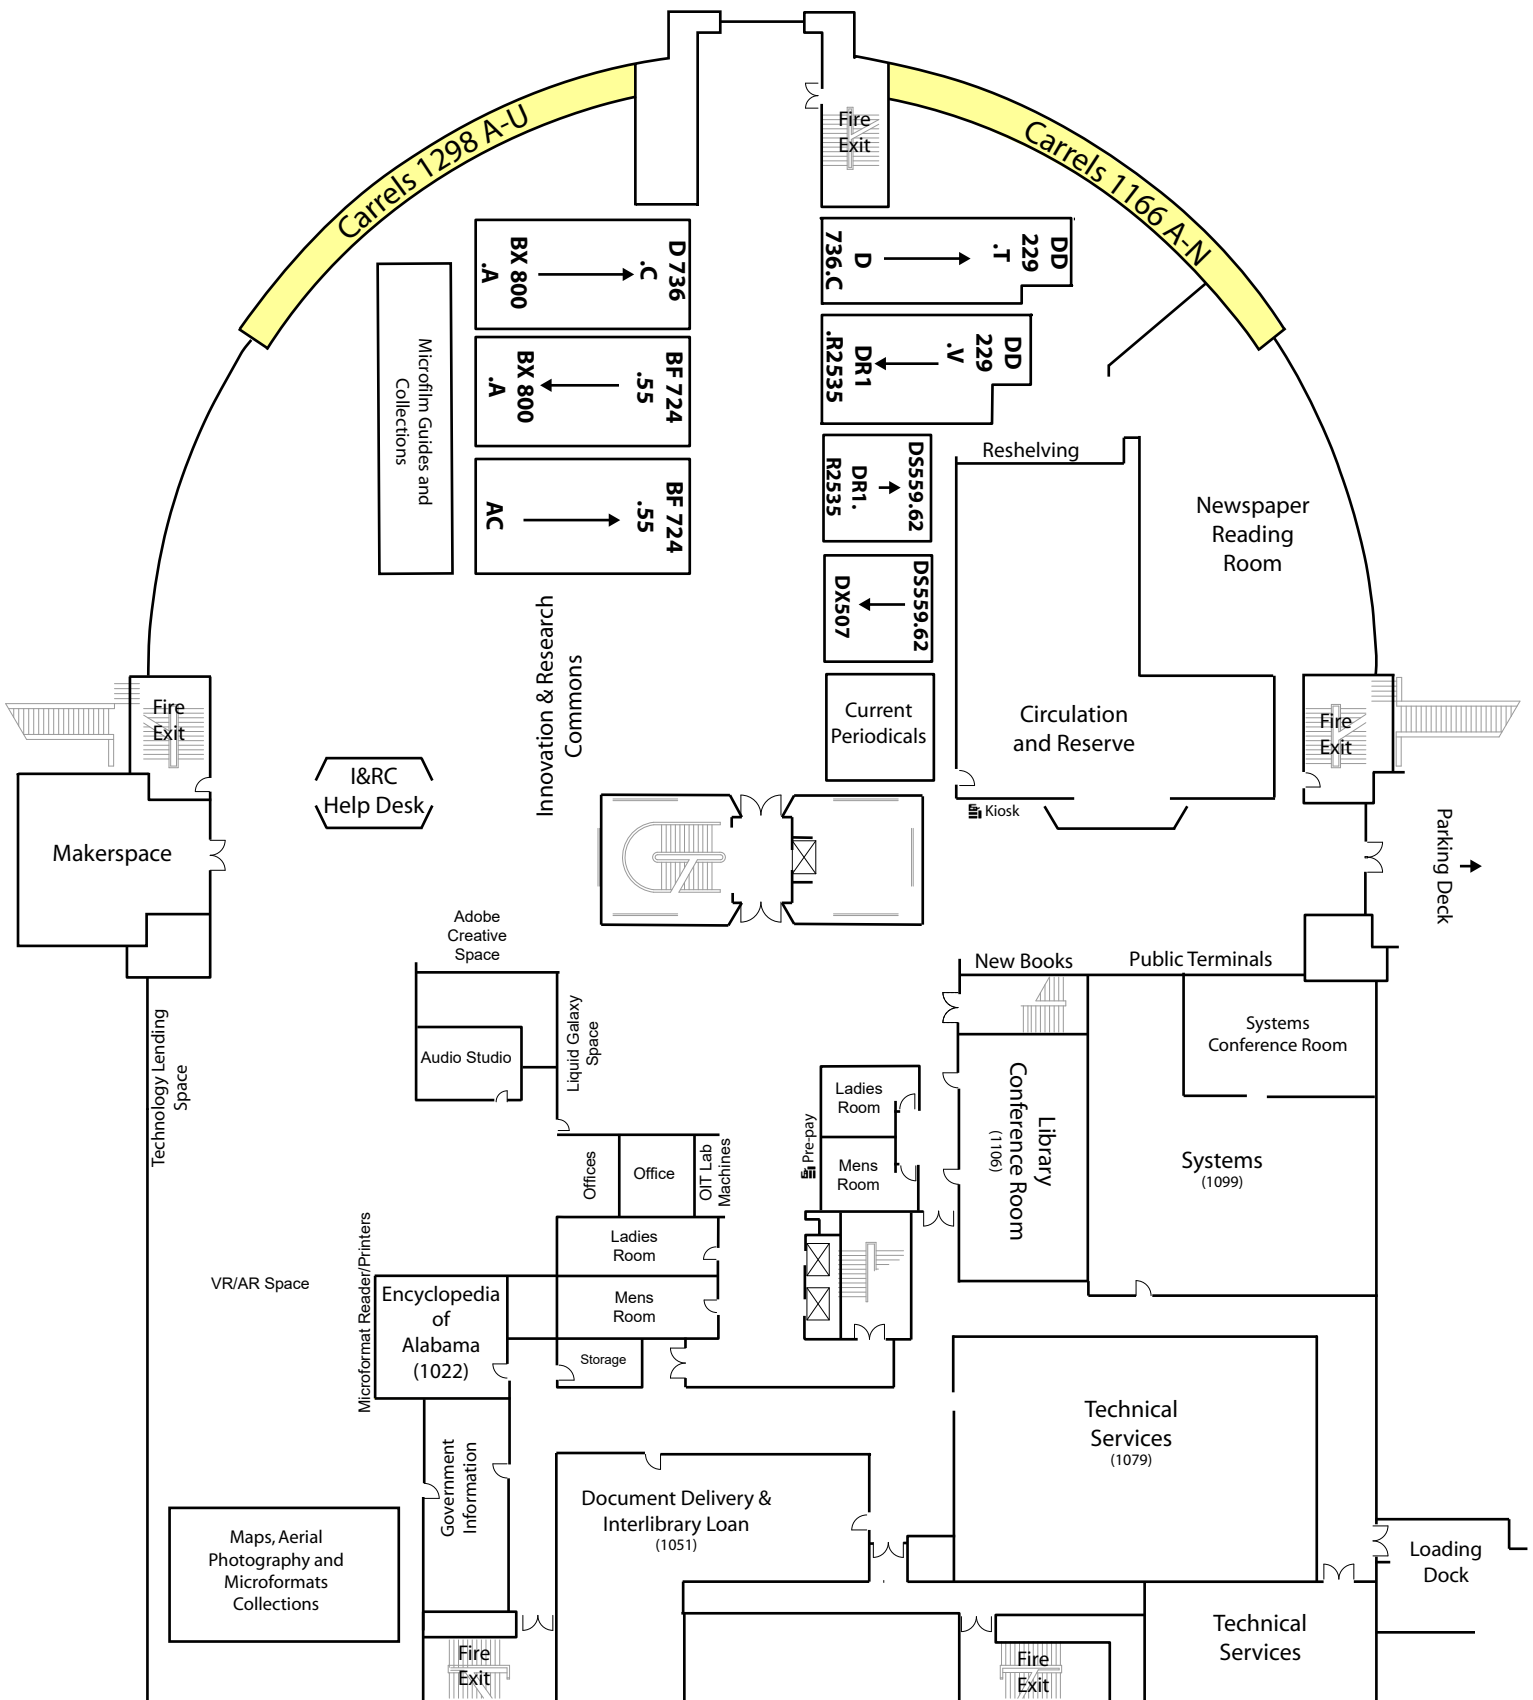 Carrels 1298 A-U
Carrels 1166 A-N
Fire
Exit
BX 800
.A
D 736
.C
D
736.C
DD
229
.T
Microfilm Guides and
Collections
BX 800
.A
BF 724
.55
DR1
.R2535
DD
229
.V
AC
BF 724
.55
DR1.
R2535
DS559.62
Reshelving
Newspaper
Reading
Room
DX507
DS559.62
Innovation & Research
Commons
Current
Periodicals
Circulation
and Reserve
Fire
Exit
Fire
Exit
I&RC
Help Desk
Kiosk
Makerspace
Parking Deck
Adobe
Creative
Space
New Books
Public Terminals
Technology Lending
Space
Audio Studio
Liquid Galaxy
Space
Systems
Conference Room
Library
Conference Room
(1106)
Ladies
Room
Pre-pay
Mens
Room
Systems
(1099)
Offices
Office
OIT Lab
Machines
Ladies
Room
VR/AR Space
Microformat Reader/Printers
Encyclopedia
of
Alabama
(1022)
Mens
Room
Storage
Technical
Services
(1079)
Government
Information
Document Delivery &
Interlibrary Loan
(1051)
Maps, Aerial
Photography and
Microformats
Collections
Loading
Dock
Technical
Services
Fire
Exit
Fire
Exit